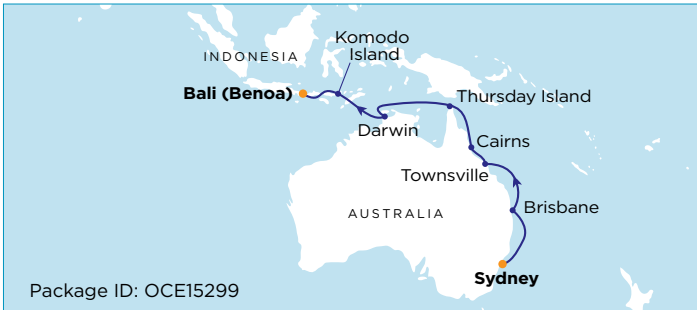 Komodo
Island
INDONESIA
Bali (Benoa)
Thursday Island
Darwin
Cairns
Townsville
Brisbane
AUSTRALIA
Sydney
Package ID: OCE15299